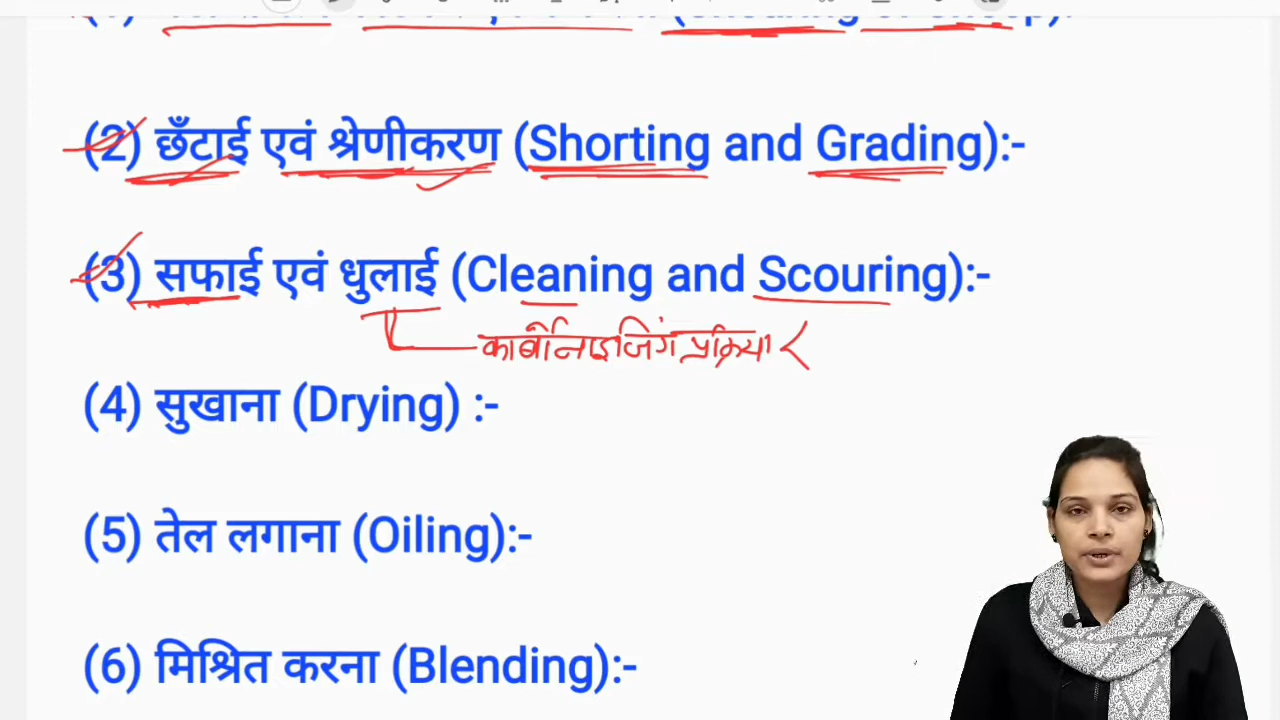 (2) छँटाई एवं श्रेणीकरण (Shorting and Grading):-
(3) सफाई एवं धुलाई (Cleaning and Scouring):-
कार्बोनाइजिंग प्रक्रिया
(4) सुखाना (Drying) :-
(5) तेल लगाना (Oiling):-
(6) मिश्रित करना (Blending):-